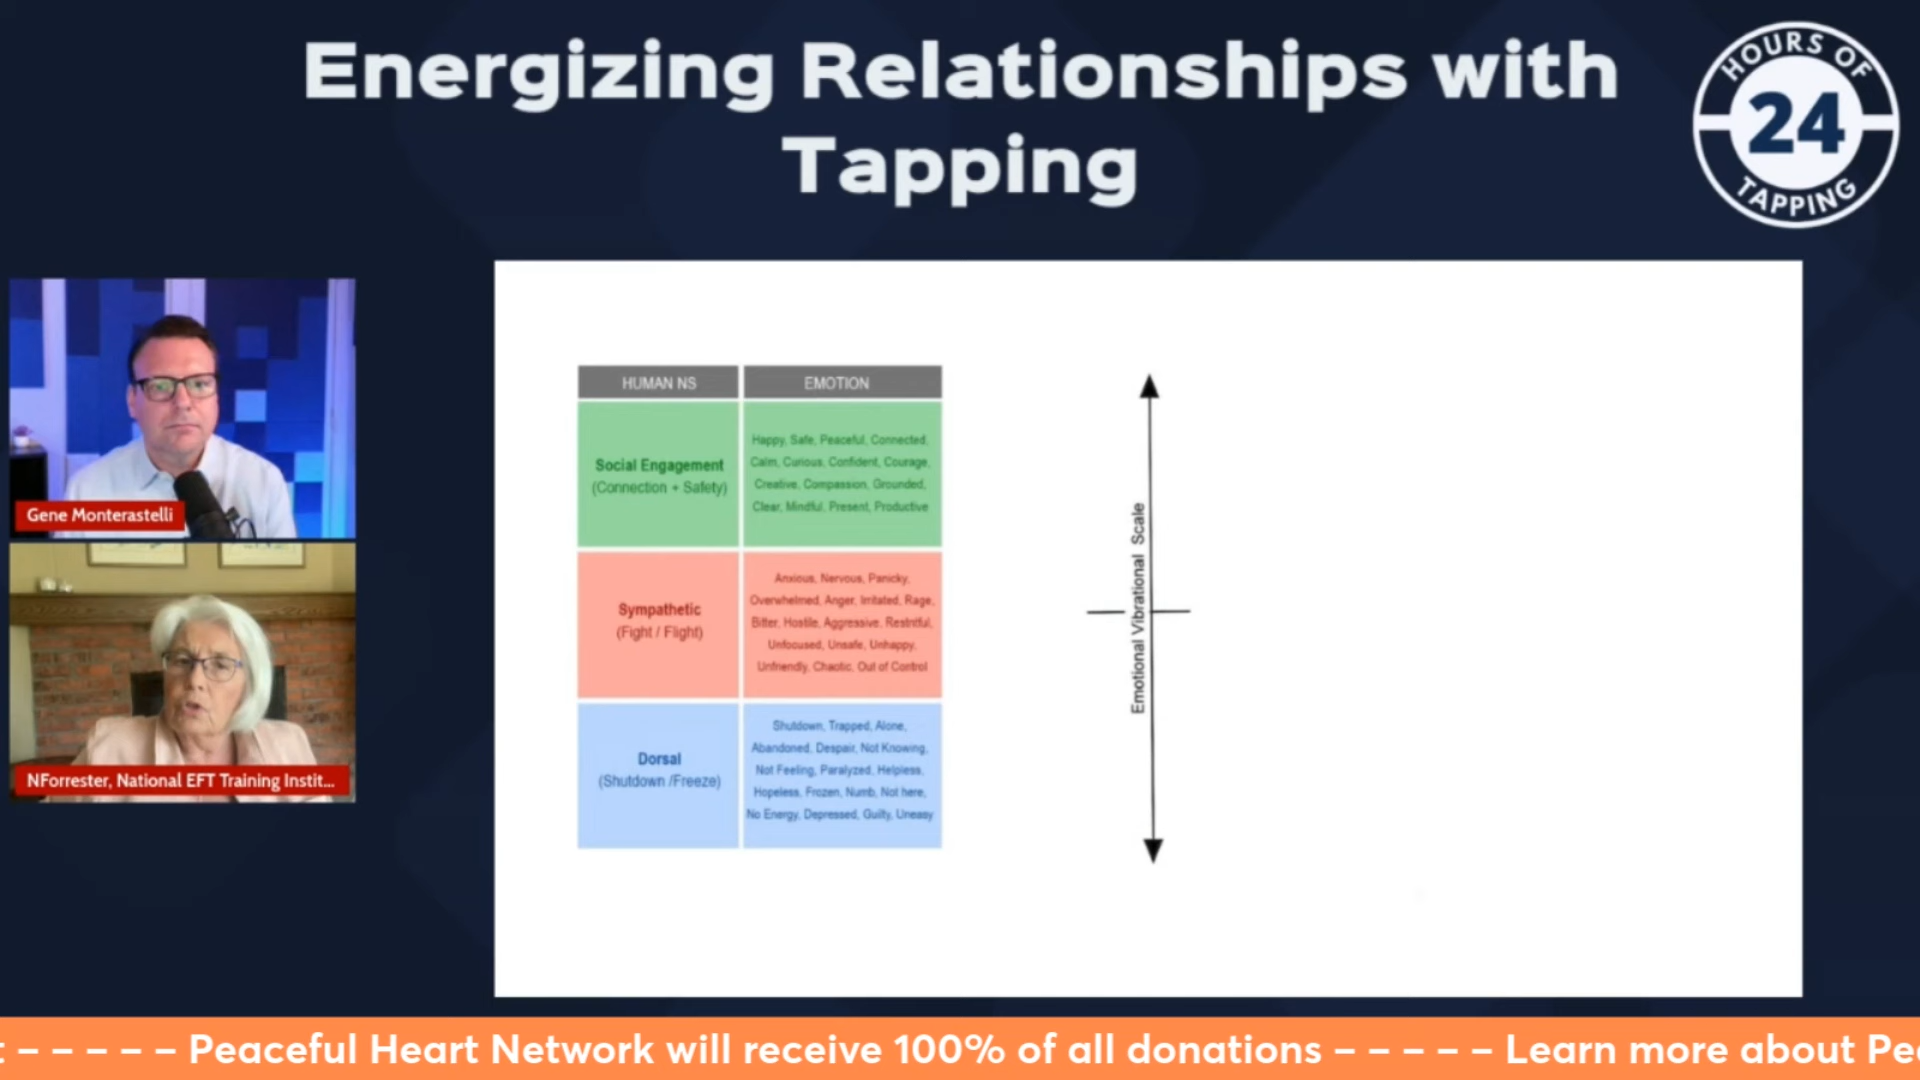 Energizing Relationships with
Tapping
HOURS OF
24
TAPPING
Gene Monterastelli
NForrester, National EFT Training Instit...
HUMAN NS
EMOTION
Social Engagement
(Connection + Safety)
Happy, Safe, Peaceful, Connected,
Calm, Curious, Confident, Courage,
Creative, Compassion, Grounded,
Clear, Mindful, Present, Productive
Sympathetic
(Fight / Flight)
Anxious, Nervous, Panicky,
Overwhelmed, Anger, Irritated, Rage,
Bitter, Hostile, Aggressive, Restntful,
Unfocused, Unsafe, Unhappy,
Unfriendly, Chaotic, Out of Control
Dorsal
(Shutdown /Freeze)
Shutdown, Trapped, Alone,
Abandoned, Despair, Not Knowing,
Not Feeling, Paralyzed, Helpless,
Hopeless, Frozen, Numb, Not here,
No Energy, Depressed, Guilty, Uneasy
Emotional Vibrational Scale
t – – – – – Peaceful Heart Network will receive 100% of all donations – – – – – Learn more about Pea